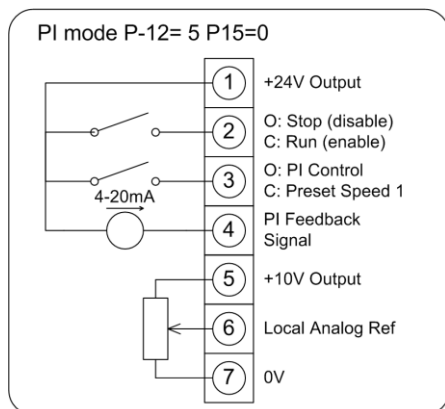 PI mode P-12= 5 P15=0
1 +24V Output
2 O: Stop (disable)
C: Run (enable)
3 O: PI Control
C: Preset Speed 1
4-20mA
4 PI Feedback
Signal
5 +10V Output
6 Local Analog Ref
7 0V